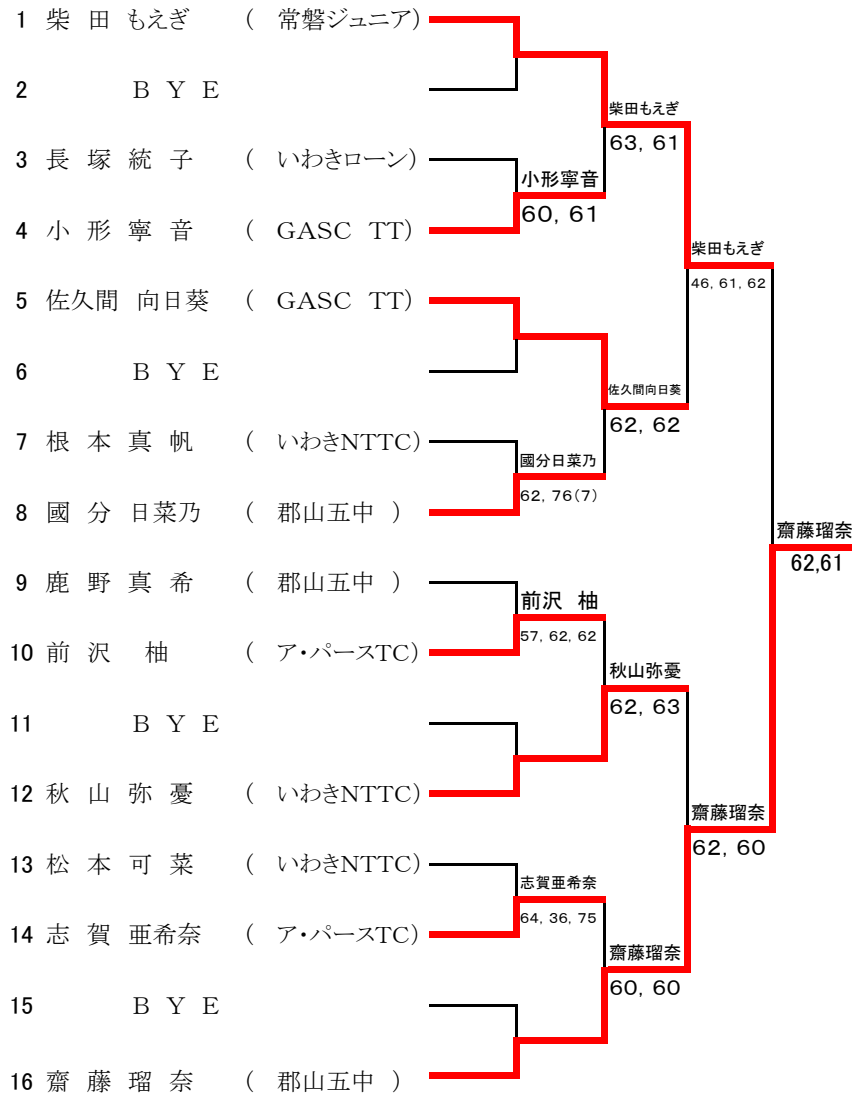 1 柴 田 もえぎ ( 常磐ジュニア)
2 B Y E
3 長 塚 統 子 ( いわきローン)
4 小 形 寧 音 ( GASC TT)
5 佐久間 向日葵 ( GASC TT)
6 B Y E
7 根 本 真 帆 ( いわきNTTC)
8 國 分 日菜乃 ( 郡山五中 )
9 鹿 野 真 希 ( 郡山五中 )
10 前 沢 柚 ( ア・パースTC)
11 B Y E
12 秋 山 弥 憂 ( いわきNTTC)
13 松 本 可 菜 ( いわきNTTC)
14 志 賀 亜希奈 ( ア・パースTC)
15 B Y E
16 齋 藤 瑠 奈 ( 郡山五中 )
小形寧音
60, 61
國分日菜乃
62, 76(7)
前沢 柚
57, 62, 62
志賀亜希奈
64, 36, 75
柴田もえぎ
63, 61
佐久間向日葵
62, 62
秋山弥憂
62, 63
齋藤瑠奈
60, 60
柴田もえぎ
46, 61, 62
齋藤瑠奈
62, 60
齋藤瑠奈
62,61